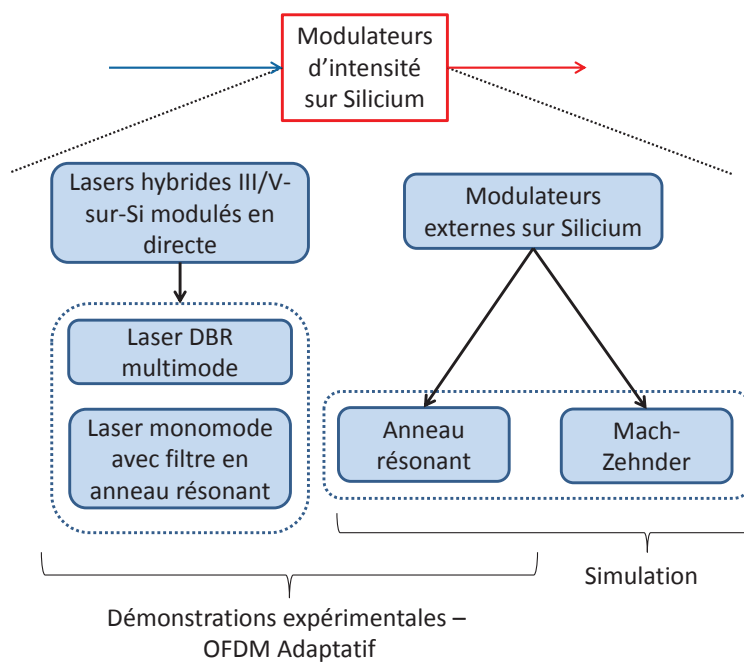 Modulateurs
d'intensité
sur Silicium
Lasers hybrides III/V-
sur-Si modulés en
directe
Modulateurs
externes sur Silicium
Laser DBR
multimode
Laser monomode
avec filtre en
anneau résonant
Anneau
résonant
Mach-
Zehnder
Simulation
Démonstrations expérimentales –
OFDM Adaptatif